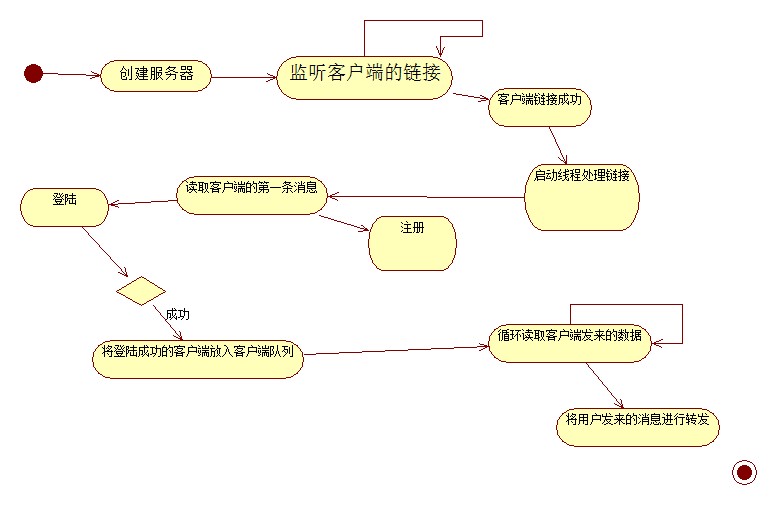 创建服务器
监听客户端的链接
客户端链接成功
启动线程处理链接
读取客户端的第一条消息
登陆
注册
成功
将登陆成功的客户端放入客户端队列
循环读取客户端发来的数据
将用户发来的消息进行转发